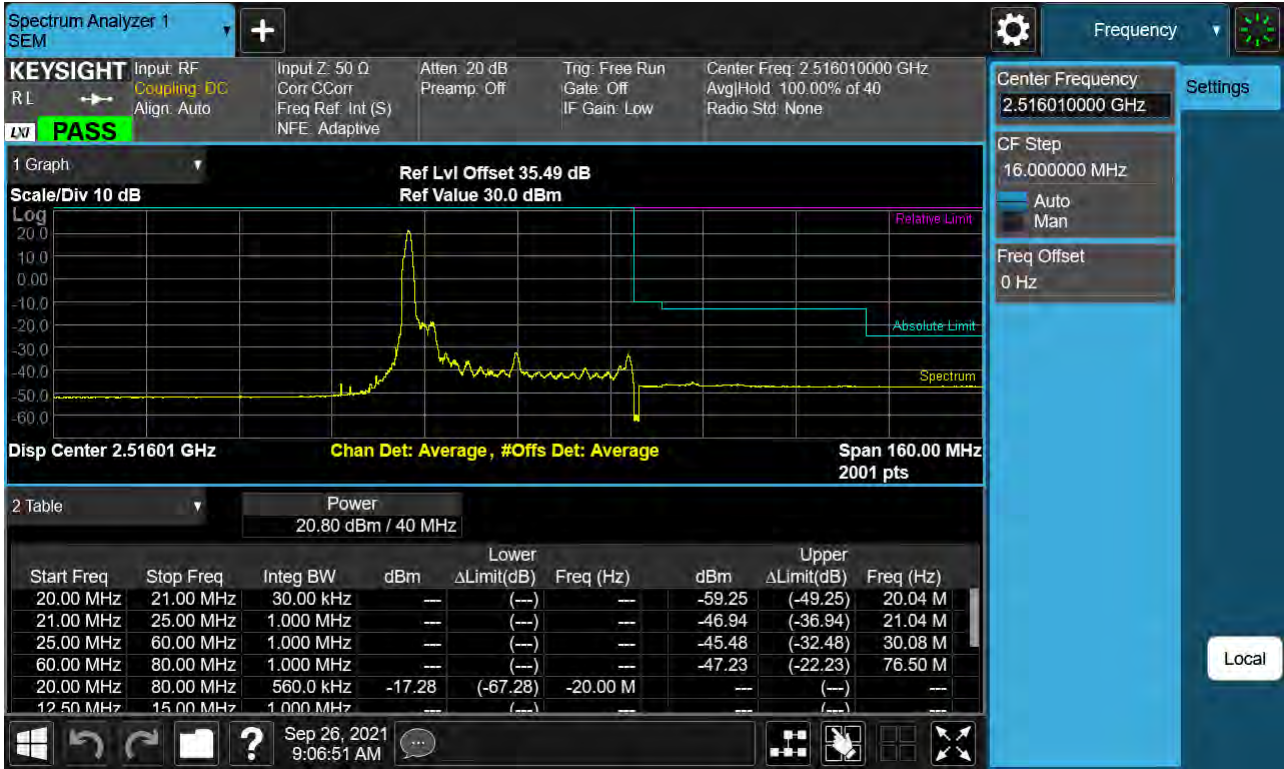 Spectrum Analyzer 1
SEM
Frequency
KEYSIGHT
RL
LXI PASS
Input: RF
Coupling: DC
Align: Auto
Input Z: 50 Ω
Corr CCorr
Freq Ref: Int (S)
NFE: Adaptive
Atten: 20 dB
Preamp: Off
Trig: Free Run
Gate: Off
IF Gain: Low
Center Freq: 2.516010000 GHz
Avg|Hold: 100.00% of 40
Radio Std: None
Center Frequency
2.516010000 GHz
Settings
CF Step
16.000000 MHz
Auto
Man
Freq Offset
0 Hz
Local
1 Graph
Scale/Div 10 dB
Ref Lvl Offset 35.49 dB
Ref Value 30.0 dBm
Log
20.0
10.0
0.00
-10.0
-20.0
-30.0
-40.0
-50.0
-60.0
Relative Limit
Absolute Limit
Spectrum
Disp Center 2.51601 GHz
Chan Det: Average, #Offs Det: Average
Span 160.00 MHz
2001 pts
2 Table
Power
20.80 dBm / 40 MHz
Lower Upper
Start Freq Stop Freq Integ BW dBm ΔLimit(dB) Freq (Hz) dBm ΔLimit(dB) Freq (Hz)
20.00 MHz 21.00 MHz 30.00 kHz --- (---) --- -59.25 (-49.25) 20.04 M
21.00 MHz 25.00 MHz 1.000 MHz --- (---) --- -46.94 (-36.94) 21.04 M
25.00 MHz 60.00 MHz 1.000 MHz --- (---) --- -45.48 (-32.48) 30.08 M
60.00 MHz 80.00 MHz 1.000 MHz --- (---) --- -47.23 (-22.23) 76.50 M
20.00 MHz 80.00 MHz 560.0 kHz -17.28 (-67.28) -20.00 M --- (---) ---
12.50 MHz 15.00 MHz 1.000 MHz --- (---) --- --- (---) ---
Sep 26, 2021
9:06:51 AM